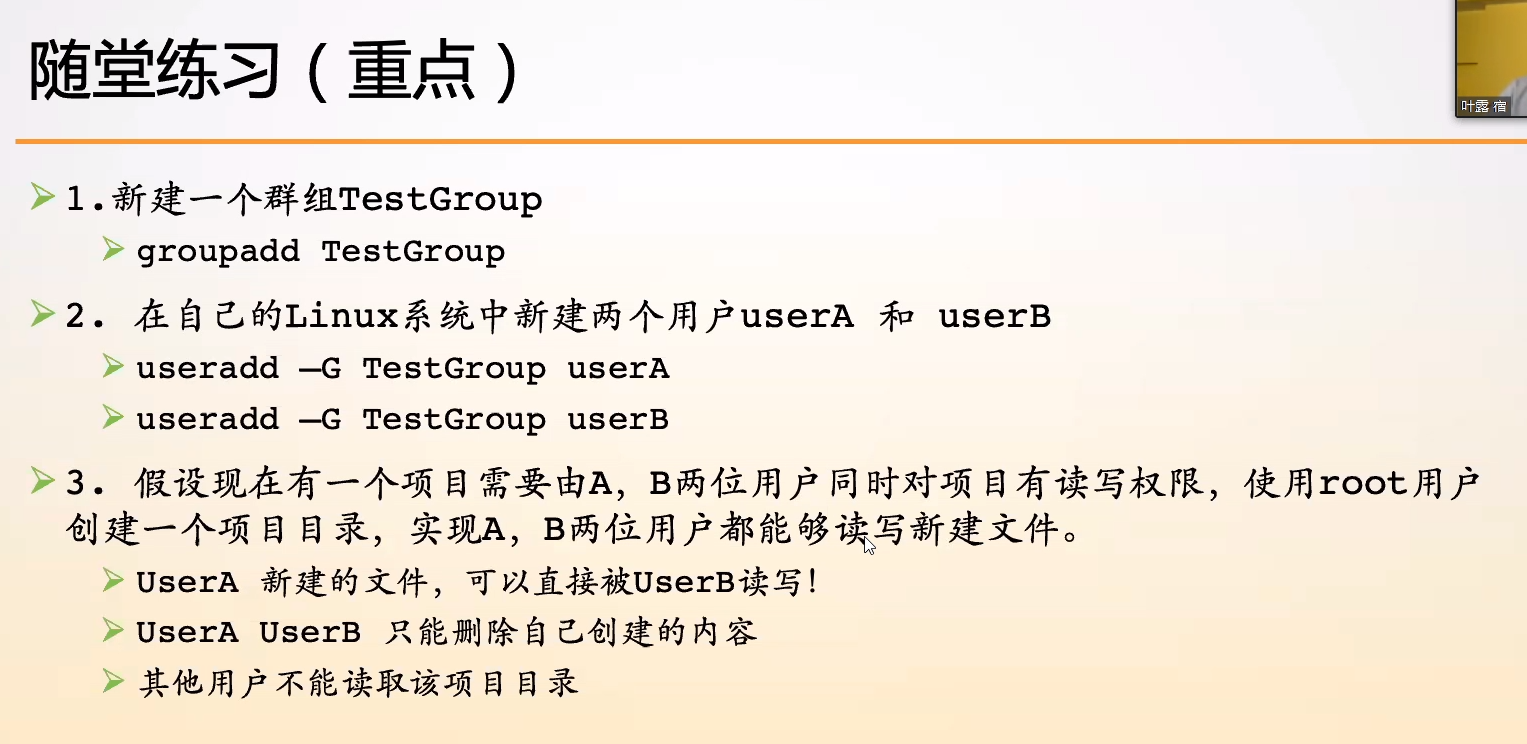 随堂练习（重点）
叶露 宿
1.新建一个群组TestGroup
groupadd TestGroup
2. 在自己的Linux系统中新建两个用户userA 和 userB
useradd –G TestGroup userA
useradd –G TestGroup userB
3. 假设现在有一个项目需要由A，B两位用户同时对项目有读写权限，使用root用户
创建一个项目目录，实现A，B两位用户都能够读写新建文件。
UserA 新建的文件，可以直接被UserB读写！
UserA UserB 只能删除自己创建的内容
其他用户不能读取该项目目录